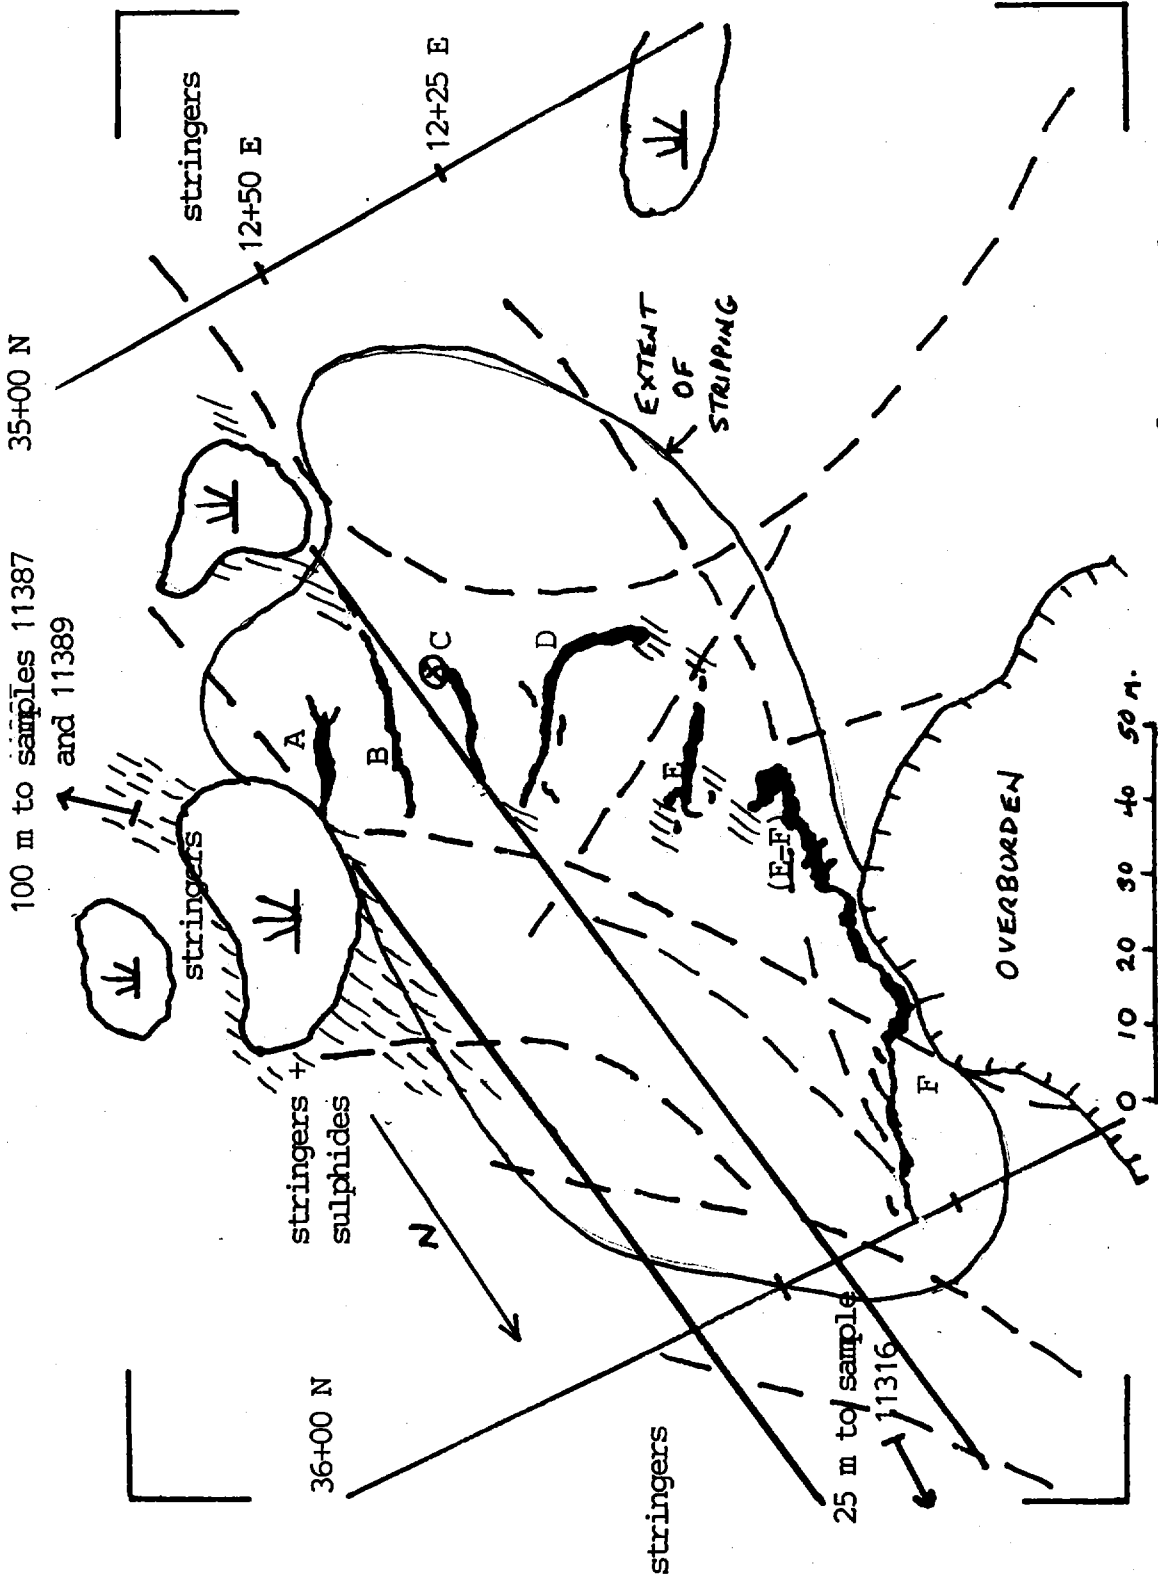 100 m to samples 11387
and 11389
35+00 N
stringers
12+50 E
12+25 E
stringers
stringers +
sulphides
N
36+00 N
stringers
25 m to sample
11316
A
B
C
D
E
(E-F)
F
EXTENT
OF
STRIPPING
OVERBURDEN
0 10 20 30 40 50 M.